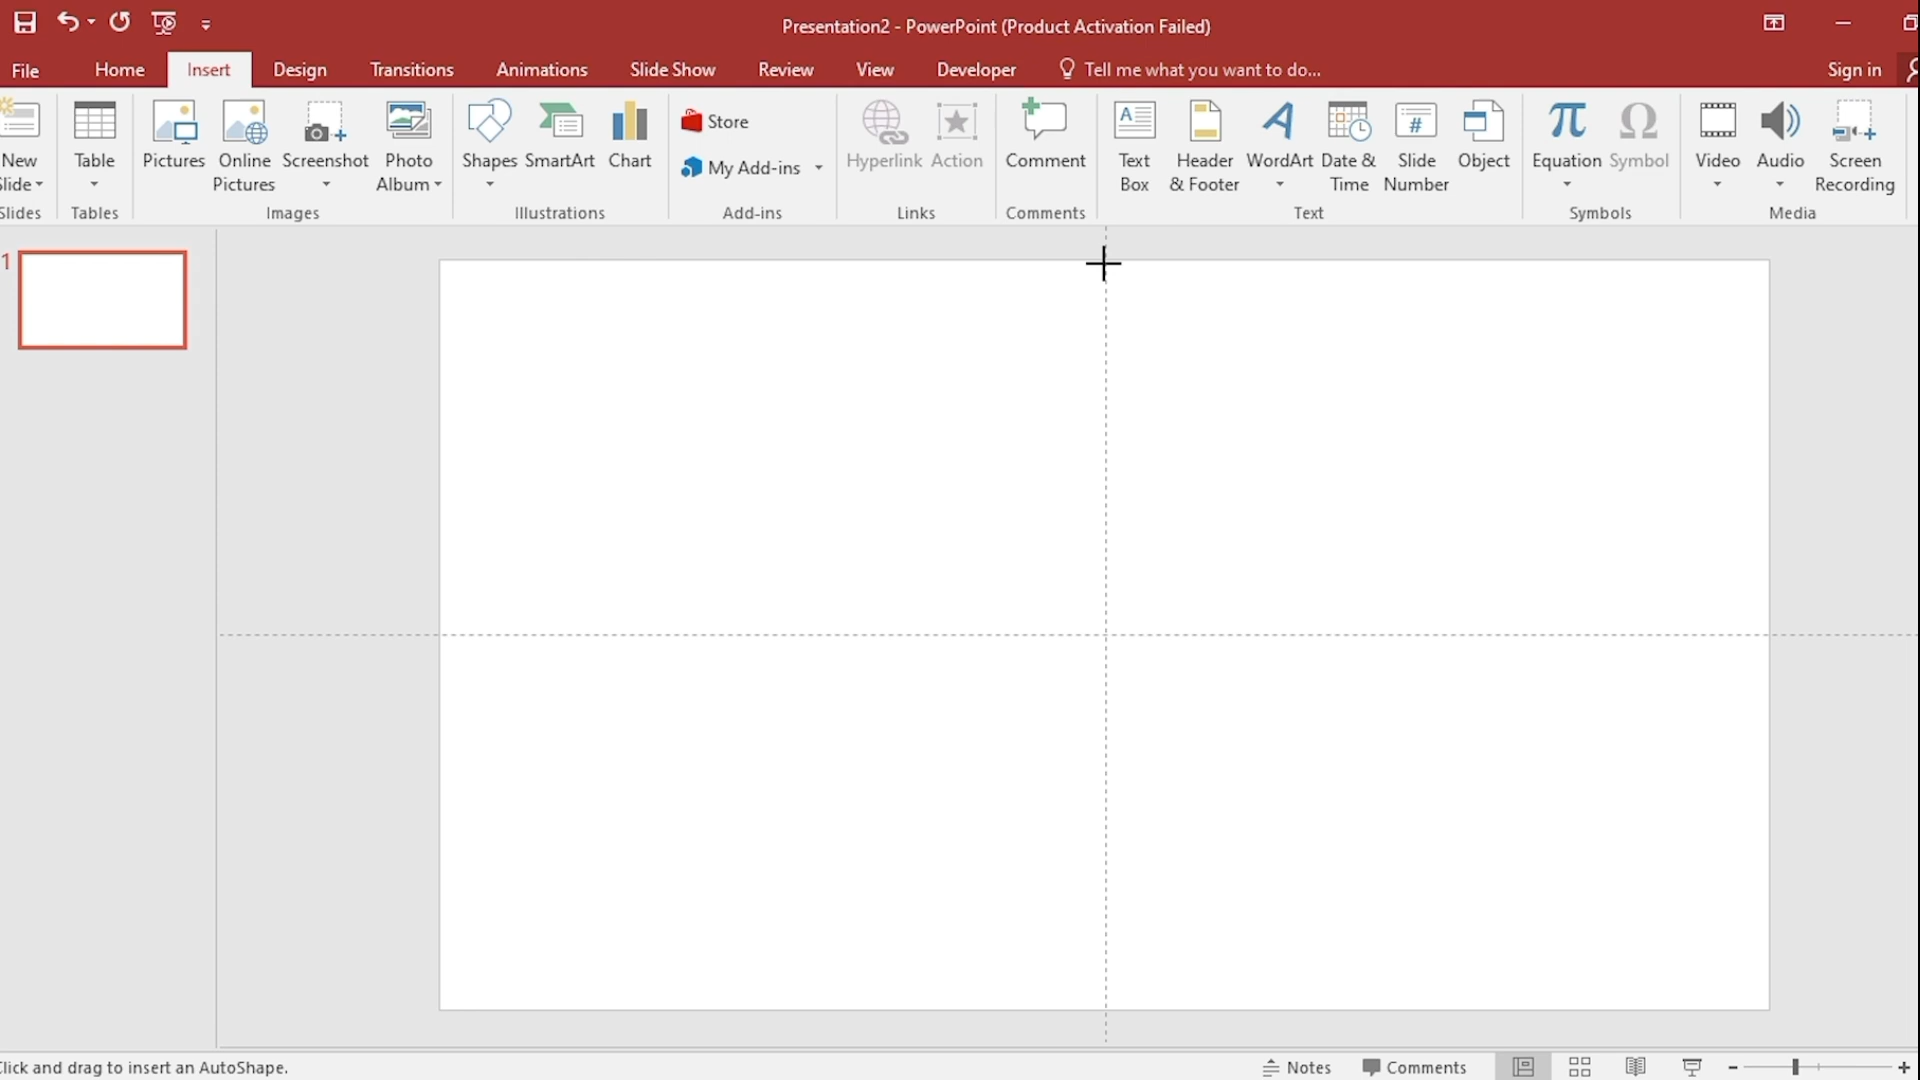 Presentation2 - PowerPoint (Product Activation Failed)
File Home Insert Design Transitions Animations Slide Show Review View Developer Tell me what you want to do... Sign in
New Slide
Table
Pictures
Online Pictures
Screenshot
Photo Album
Shapes
SmartArt
Chart
Store
My Add-ins
Hyperlink
Action
Comment
Text Box
Header & Footer
WordArt
Date & Time
Slide Number
#
Object
π
Equation
Ω
Symbol
Video
Audio
Screen Recording
Slides Tables Images Illustrations Add-ins Links Comments Text Symbols Media
1
Click and drag to insert an AutoShape.
Notes Comments